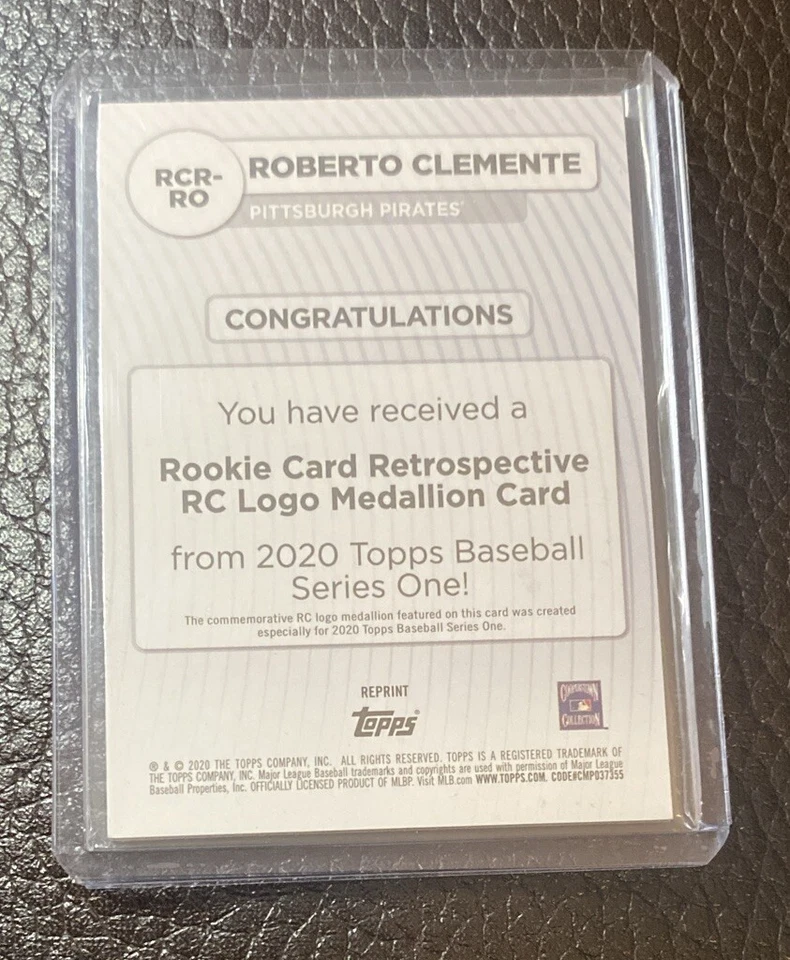 RCR-
RO
ROBERTO CLEMENTE
PITTSBURGH PIRATES®
CONGRATULATIONS
You have received a
Rookie Card Retrospective
RC Logo Medallion Card
from 2020 Topps Baseball
Series One!
The commemorative RC logo medallion featured on this card was created
especially for 2020 Topps Baseball Series One.
REPRINT
topps®
COOPERSTOWN
COLLECTION
® & © 2020 THE TOPPS COMPANY, INC. ALL RIGHTS RESERVED. TOPPS IS A REGISTERED TRADEMARK OF
THE TOPPS COMPANY, INC. Major League Baseball trademarks and copyrights are used with permission of Major League
Baseball Properties, Inc. OFFICIALLY LICENSED PRODUCT OF MLBP. Visit MLB.com WWW.TOPPS.COM. CODE#CMP037355